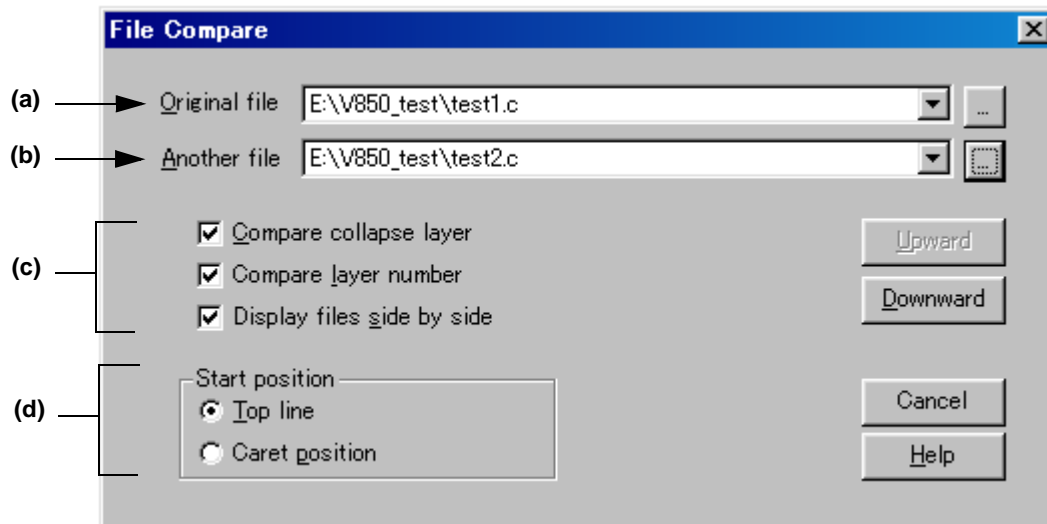 File Compare
(a) Original file E:\V850_test\test1.c ...
(b) Another file E:\V850_test\test2.c ...
(c)
Compare collapse layer
Compare layer number
Display files side by side
Upward
Downward
(d)
Start position
Top line
Caret position
Cancel
Help